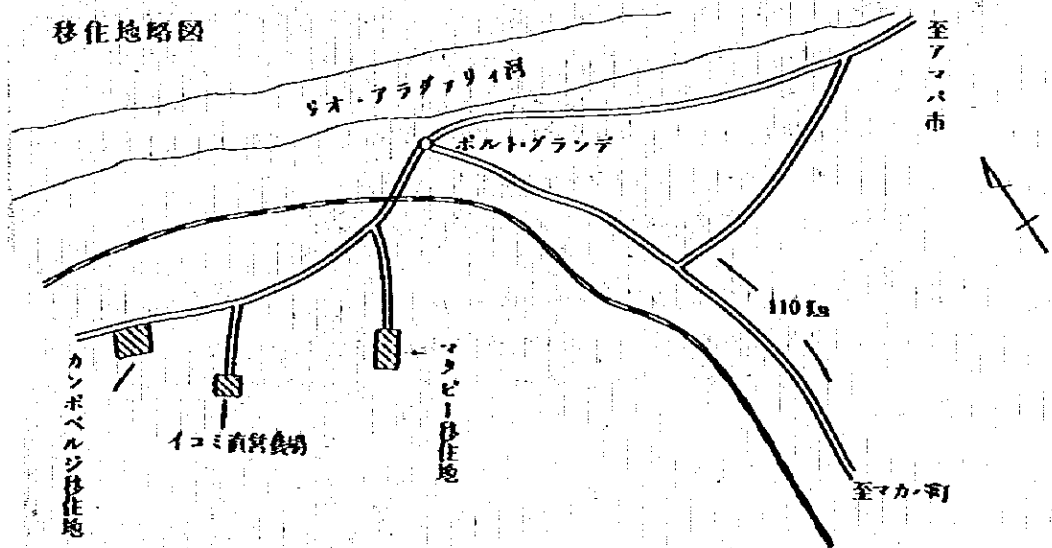 移住地略図
至アマパ市
リオ・アラグァリィ河
ポルト・グランデ
110Km
カンポベルジ移住地
イコミ直営農場
マタピー移住地
至マカパ町